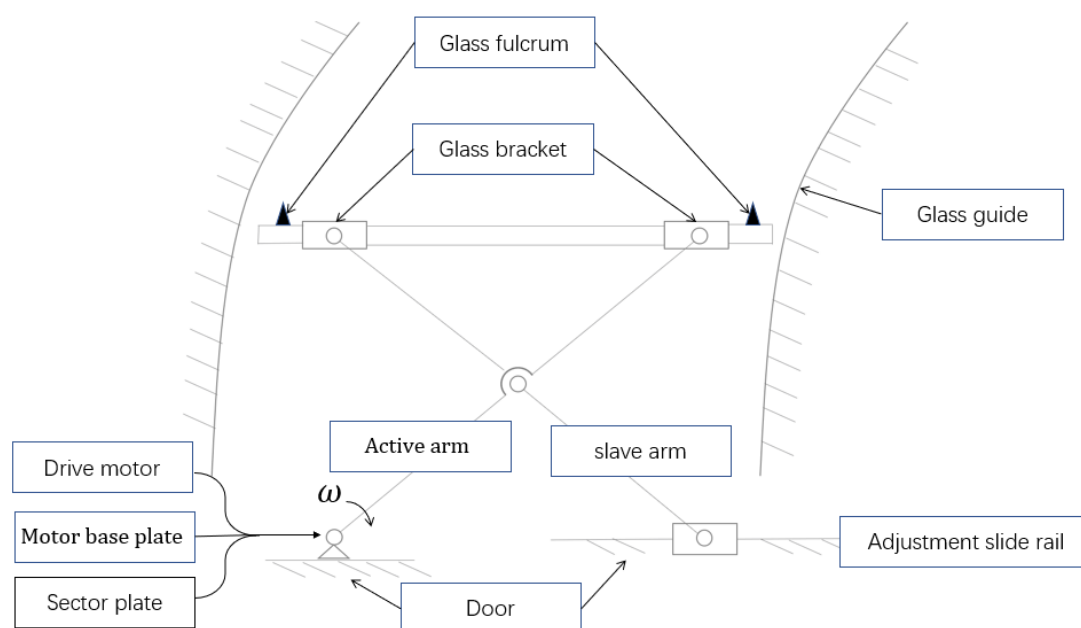 Glass fulcrum
Glass bracket
Glass guide
Active arm
slave arm
Drive motor
ω
Motor base plate
Adjustment slide rail
Sector plate
Door